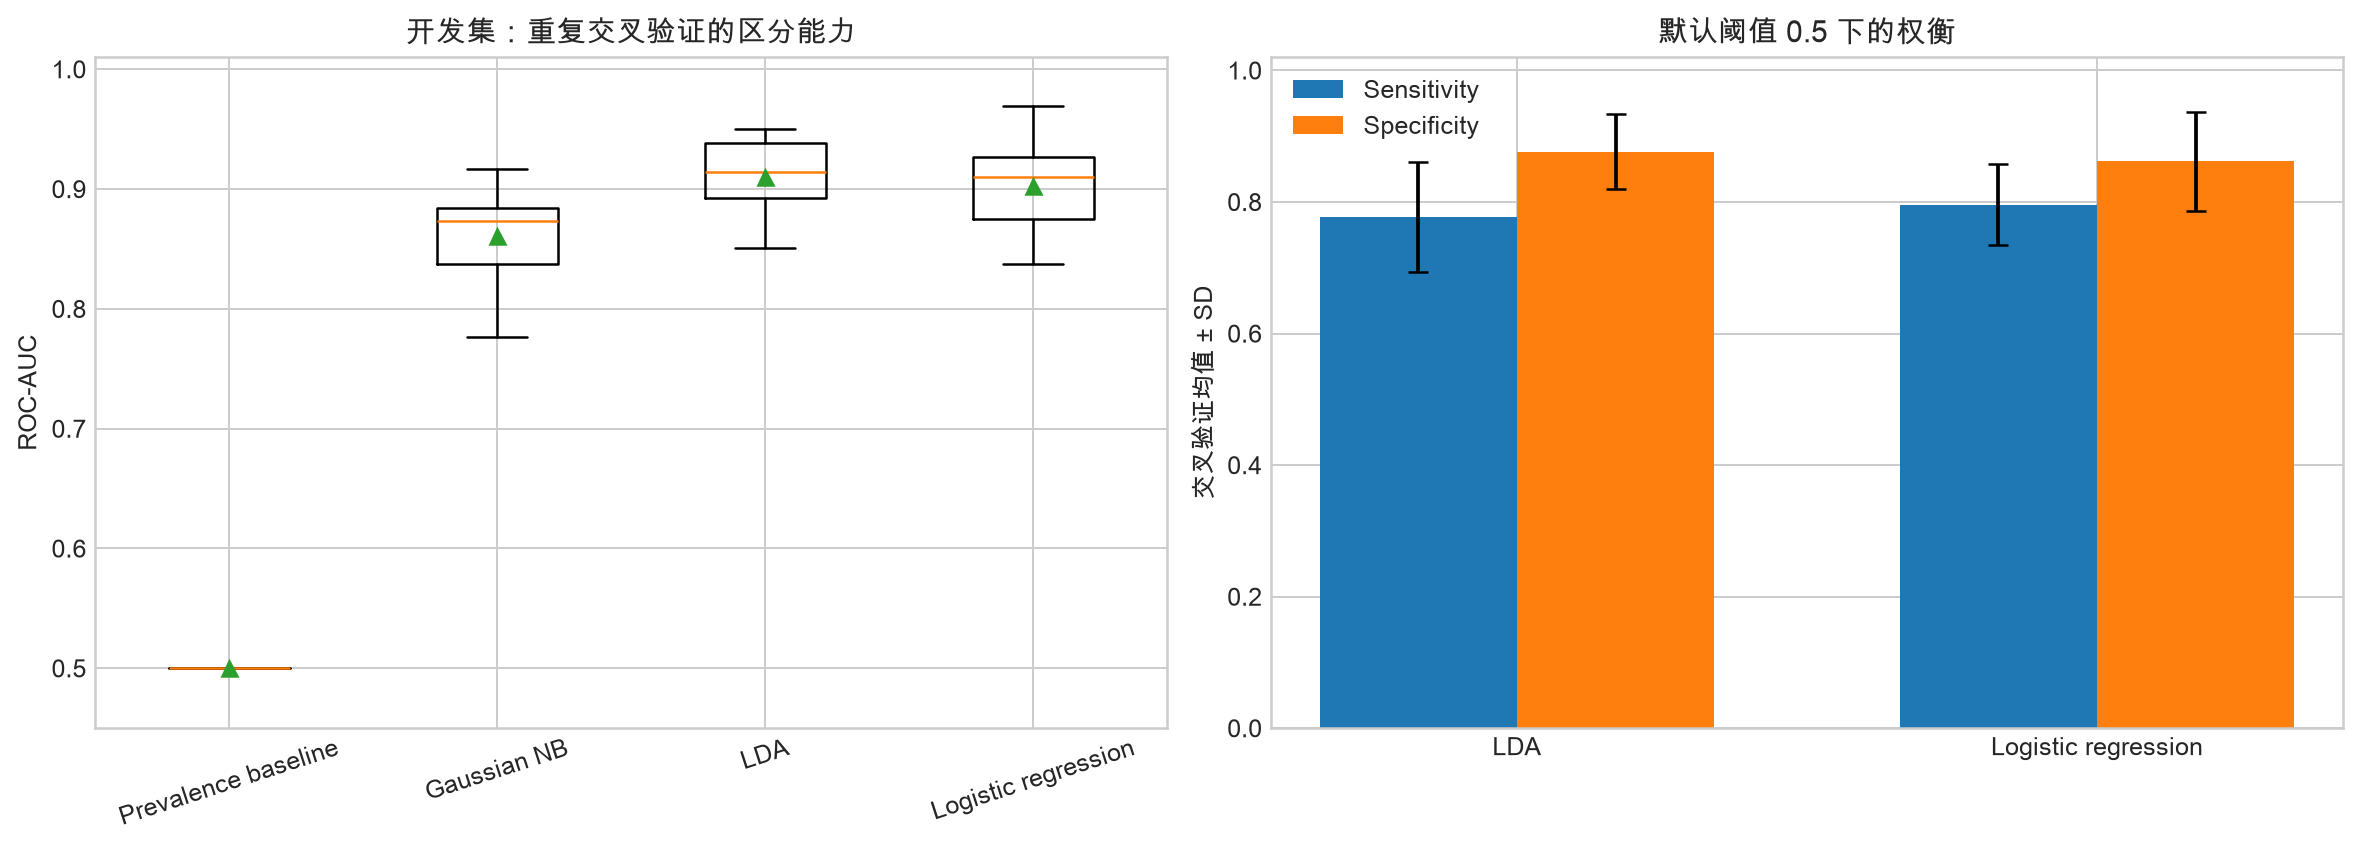 开发集：重复交叉验证的区分能力
ROC-AUC
1.0
0.9
0.8
0.7
0.6
0.5
Prevalence baseline
Gaussian NB
LDA
Logistic regression
默认阈值 0.5 下的权衡
交叉验证均值 ± SD
1.0
0.8
0.6
0.4
0.2
0.0
Sensitivity
Specificity
LDA
Logistic regression